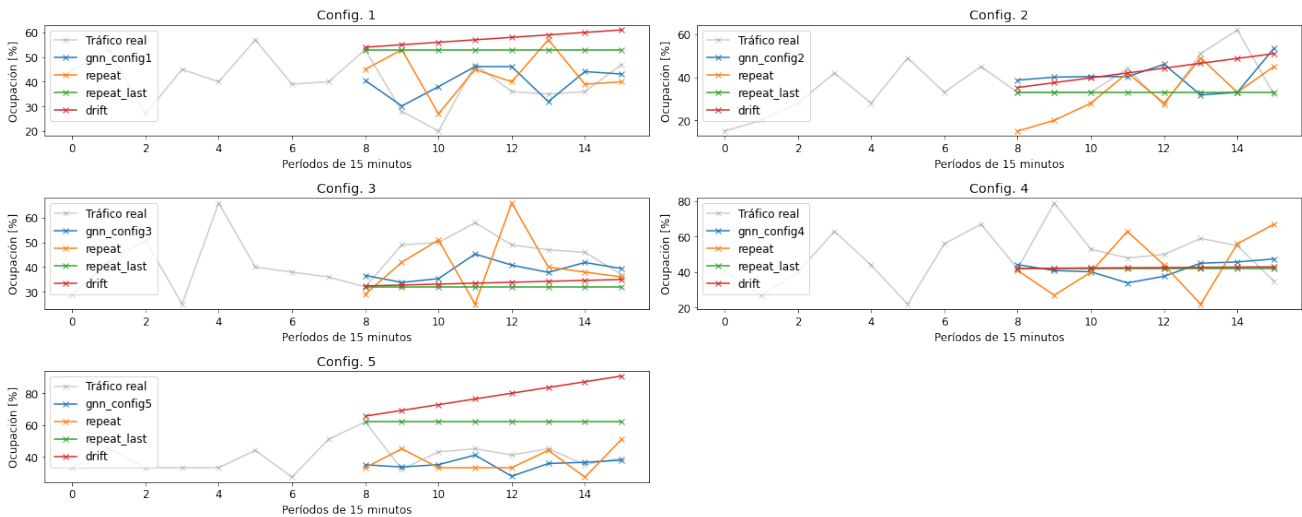 Config. 1
Ocupación [%]
60
50
40
30
20
Tráfico real
gnn_config1
repeat
repeat_last
drift
0 2 4 6 8 10 12 14
Períodos de 15 minutos
Config. 2
Ocupación [%]
60
40
20
Tráfico real
gnn_config2
repeat
repeat_last
drift
0 2 4 6 8 10 12 14
Períodos de 15 minutos
Config. 3
Ocupación [%]
60
50
40
30
Tráfico real
gnn_config3
repeat
repeat_last
drift
0 2 4 6 8 10 12 14
Períodos de 15 minutos
Config. 4
Ocupación [%]
80
60
40
20
Tráfico real
gnn_config4
repeat
repeat_last
drift
0 2 4 6 8 10 12 14
Períodos de 15 minutos
Config. 5
Ocupación [%]
80
60
40
Tráfico real
gnn_config5
repeat
repeat_last
drift
0 2 4 6 8 10 12 14
Períodos de 15 minutos